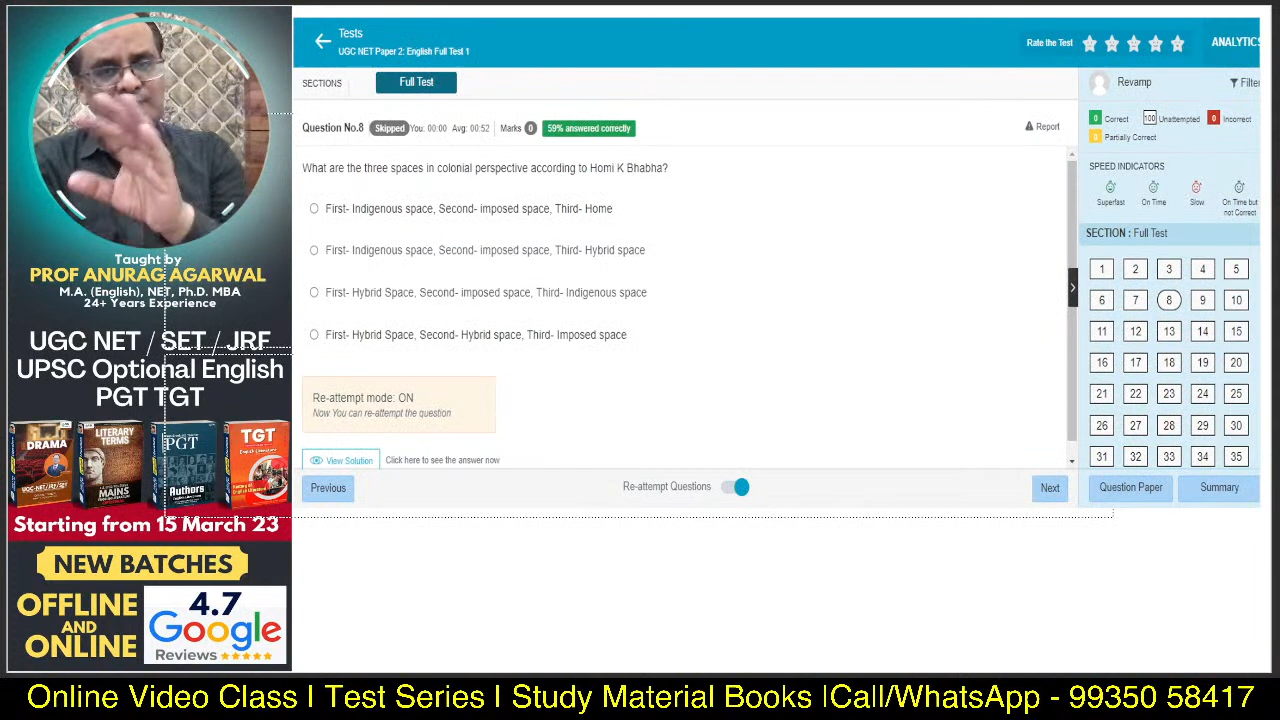 Taught by
PROF ANURAG AGARWAL
M.A. (English), NET, Ph.D. MBA
24+ Years Experience
UGC NET / SET / JRF
UPSC Optional English
PGT TGT
DRAMA
UGC-NET/JRF/SET
LITERARY TERMS
MAINS
PGT
Authors
TGT
English Literature
Starting from 15 March 23
NEW BATCHES
OFFLINE
AND
ONLINE
4.7
Google
Reviews
Tests
UGC NET Paper 2: English Full Test 1
Rate the Test
ANALYTICS
SECTIONS
Full Test
Question No.8 Skipped You: 00:00 Avg: 00:52 Marks 0 59% answered correctly
Report
What are the three spaces in colonial perspective according to Homi K Bhabha?
First- Indigenous space, Second- imposed space, Third- Home
First- Indigenous space, Second- imposed space, Third- Hybrid space
First- Hybrid Space, Second- imposed space, Third- Indigenous space
First- Hybrid Space, Second- Hybrid space, Third- Imposed space
Re-attempt mode: ON
Now You can re-attempt the question
View Solution Click here to see the answer now
Previous
Re-attempt Questions
Next
Revamp
Filter
0 Correct 100 Unattempted 0 Incorrect
0 Partially Correct
SPEED INDICATORS
Superfast On Time Slow On Time but
not Correct
SECTION : Full Test
1 2 3 4 5
6 7 8 9 10
11 12 13 14 15
16 17 18 19 20
21 22 23 24 25
26 27 28 29 30
31 32 33 34 35
Question Paper Summary
Online Video Class I Test Series I Study Material Books |Call/WhatsApp - 99350 58417